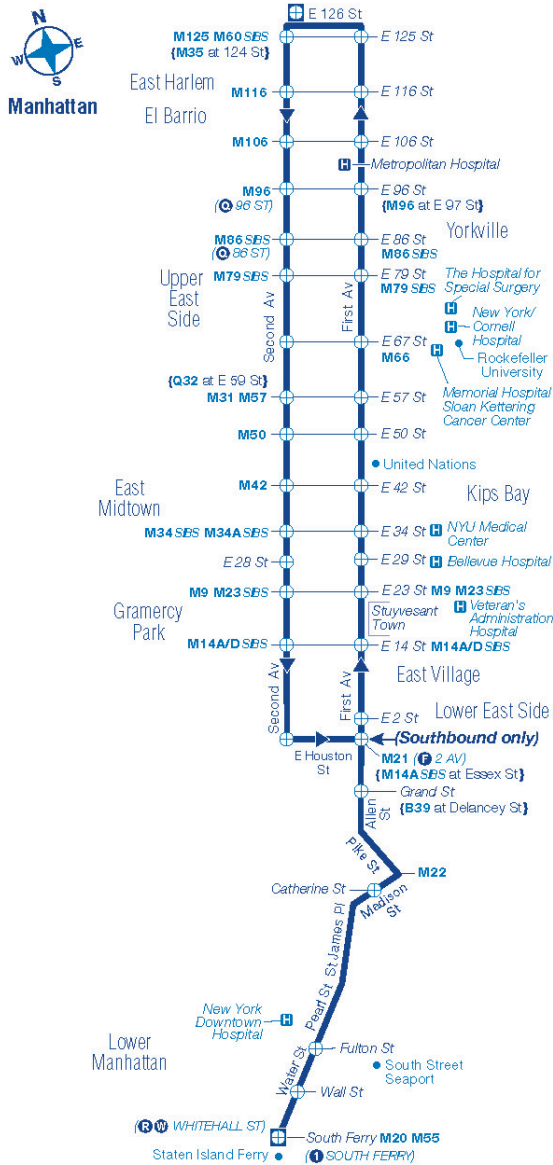 N
E
W
S
Manhattan
E 126 St
M125 M60 SBS
E 125 St
{M35 at 124 St}
East Harlem
M116
E 116 St
El Barrio
M106
E 106 St
H Metropolitan Hospital
M96
E 96 St
(Q 96 ST)
{M96 at E 97 St}
Yorkville
M86 SBS
E 86 St
(Q 86 ST)
M86 SBS
Upper
East
Side
M79 SBS
E 79 St
M79 SBS
The Hospital for
Special Surgery
H
New York/
H Cornell
Hospital
Second Av
First Av
E 67 St
M66
Rockefeller
University
H
Memorial Hospital
Sloan Kettering
Cancer Center
{Q32 at E 59 St}
M31 M57
E 57 St
M50
E 50 St
United Nations
M42
E 42 St
East
Midtown
Kips Bay
M34 SBS M34A SBS
E 34 St
H NYU Medical
Center
E 28 St
E 29 St
H Bellevue Hospital
M9 M23 SBS
E 23 St M9 M23 SBS
Gramercy
Park
Stuyvesant
Town
H Veteran's
Administration
Hospital
M14A/D SBS
E 14 St M14A/D SBS
East Village
Second Av
First Av
Lower East Side
E 2 St
(Southbound only)
E Houston
St
M21 (F 2 AV)
{M14A SBS at Essex St}
Grand St
{B39 at Delancey St}
Allen
St
Pike St
M22
Catherine St
Madison
St
St James Pl
Pearl St
New York
Downtown
Hospital
H
Lower
Manhattan
Fulton St
South Street
Seaport
Water St
Wall St
(R W WHITEHALL ST)
South Ferry M20 M55
Staten Island Ferry
(1 SOUTH FERRY)